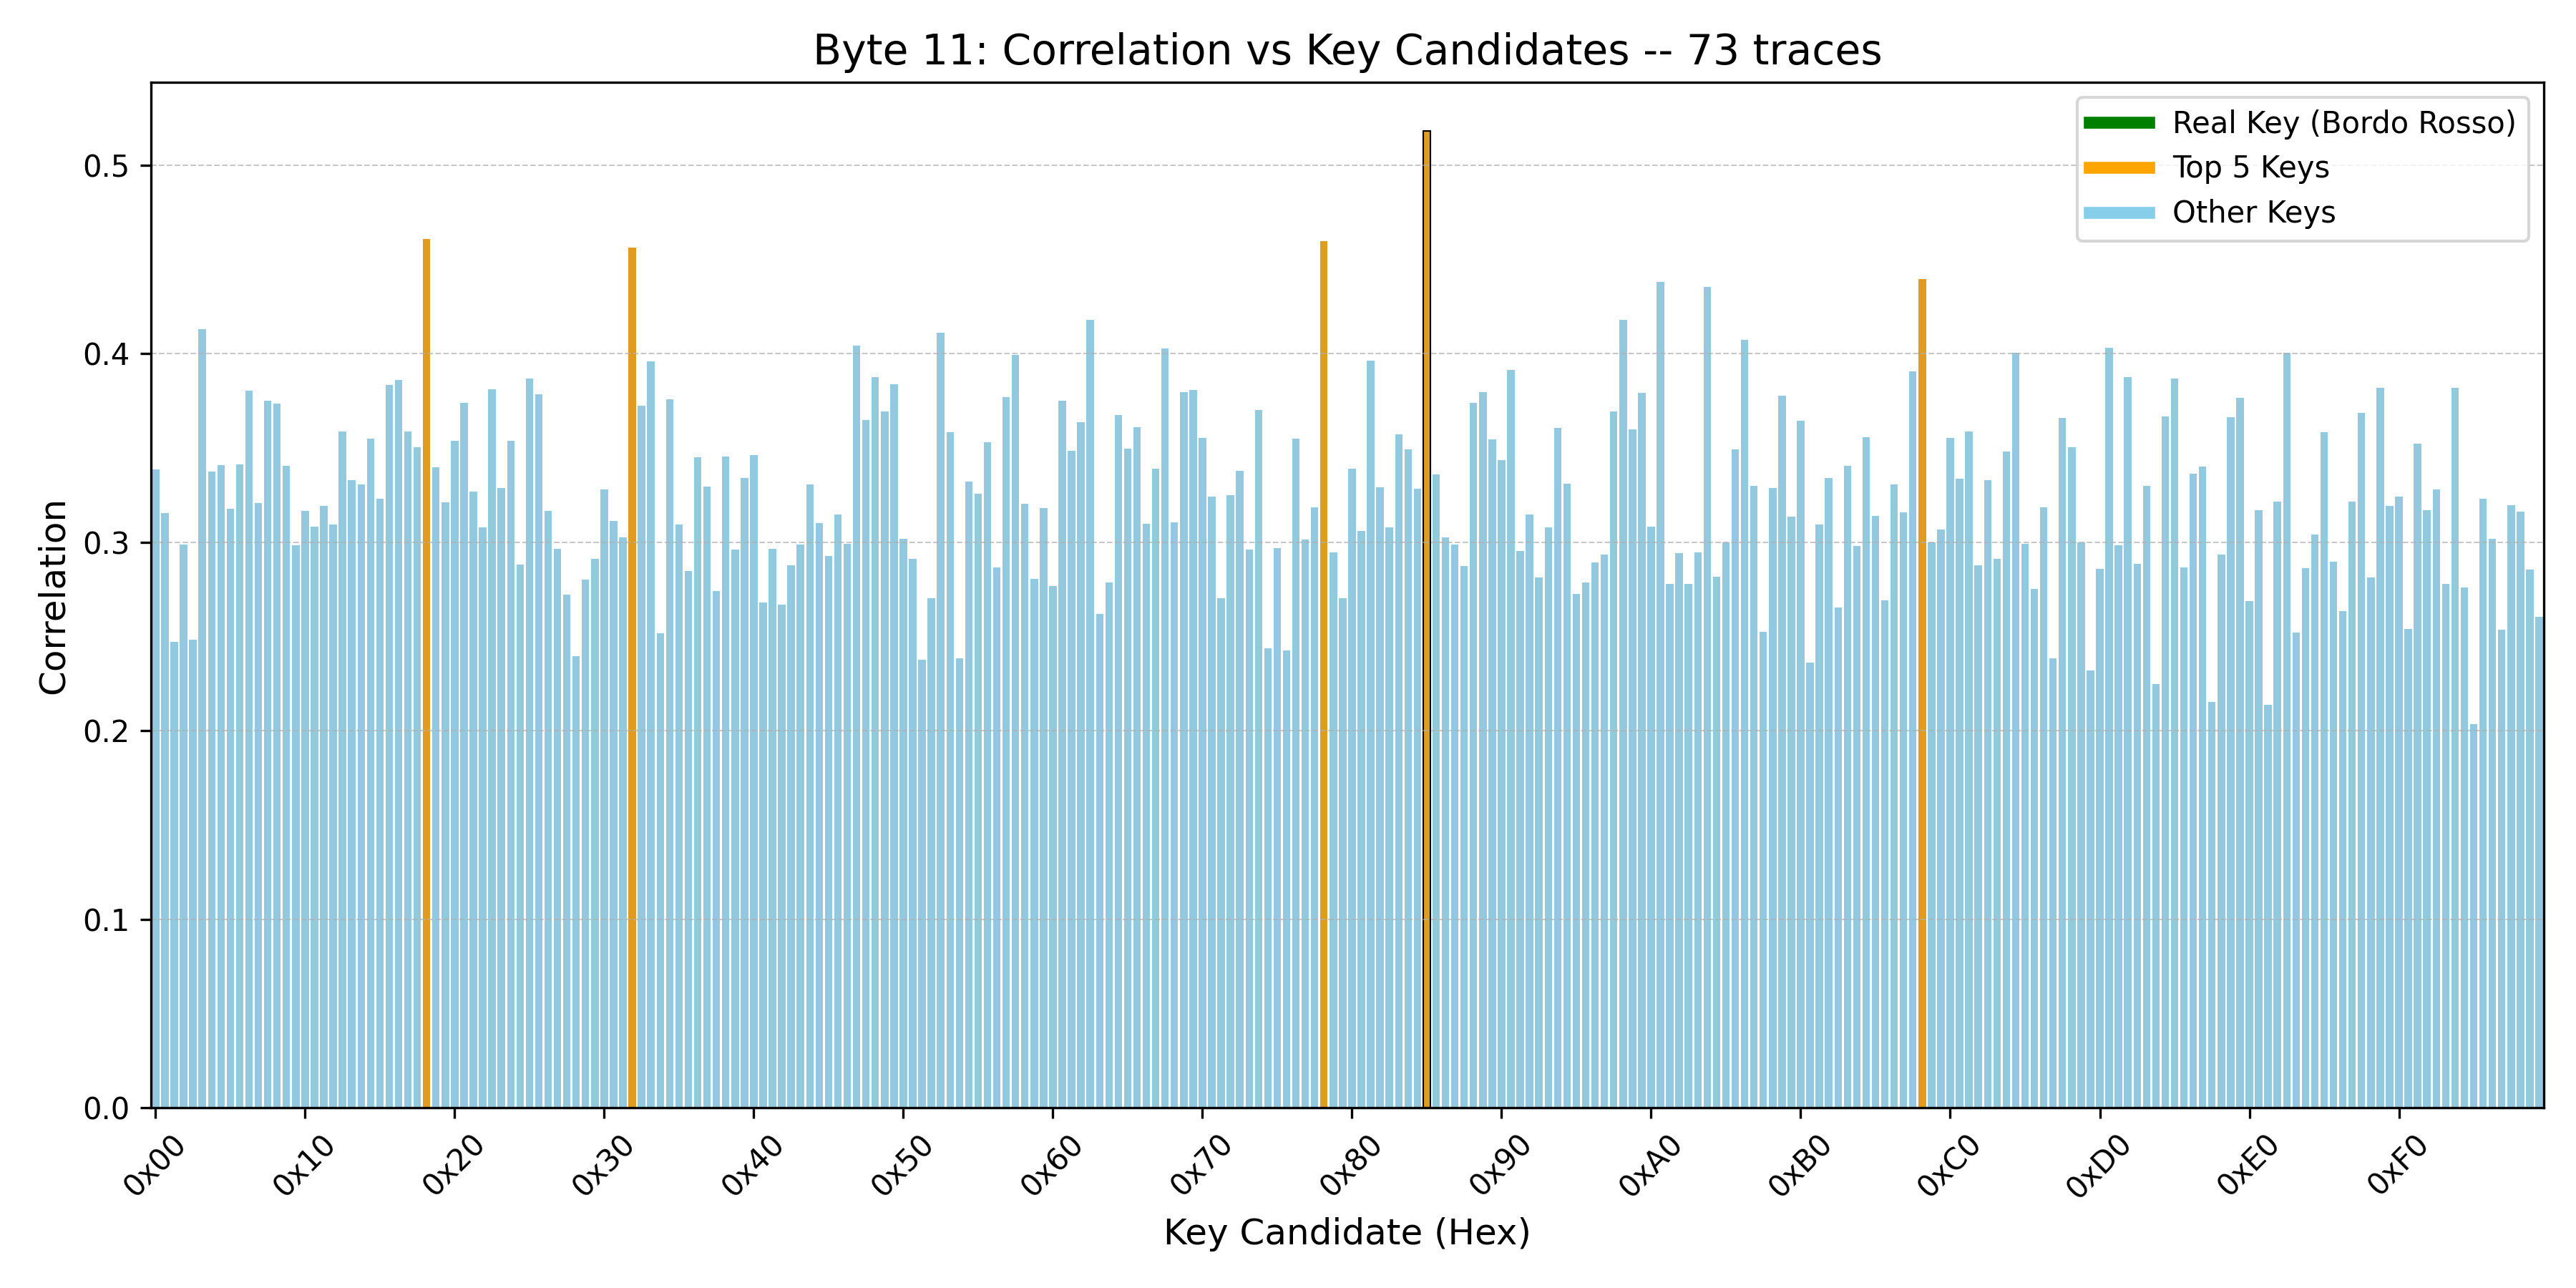 Byte 11: Correlation vs Key Candidates -- 73 traces
Real Key (Bordo Rosso)
Top 5 Keys
Other Keys
Correlation
0.5
0.4
0.3
0.2
0.1
0.0
0x00 0x10 0x20 0x30 0x40 0x50 0x60 0x70 0x80 0x90 0xA0 0xB0 0xC0 0xD0 0xE0 0xF0
Key Candidate (Hex)